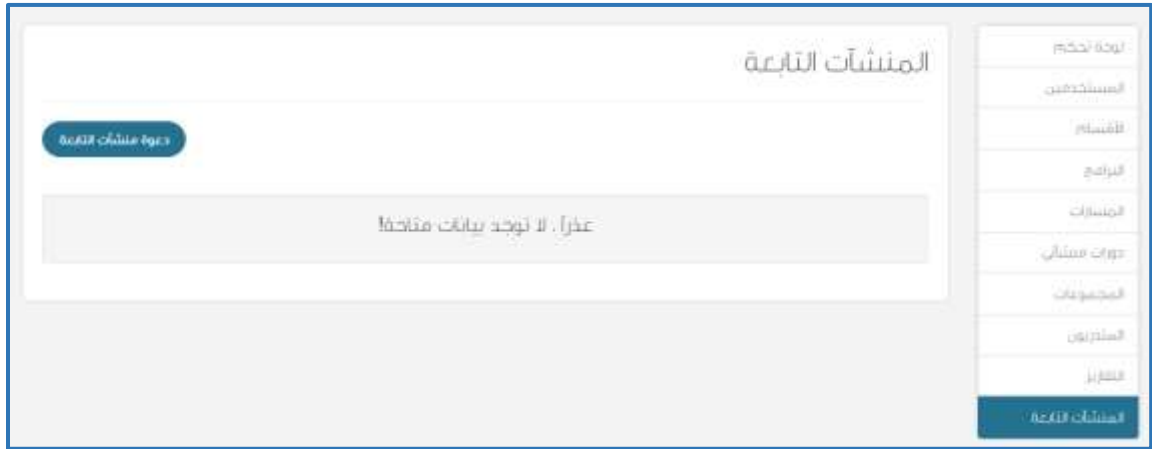 المنشآت التابعة
دعوة منشآت التابعة
عذراً ، لا توجد بيانات متاحة!
لوحة تحكم
المستخدمين
الأقسام
البرامج
المسارات
دورات منشأتي
المجموعات
المتدربون
التقارير
المنشآت التابعة